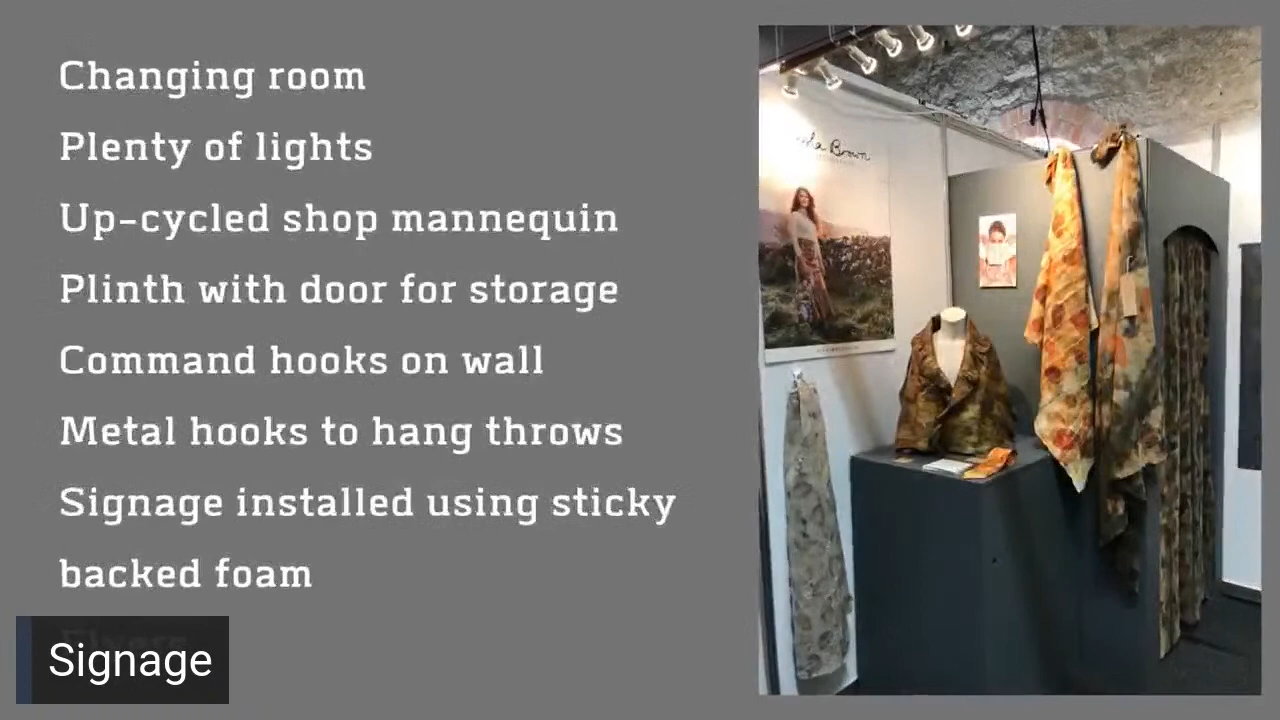 Changing room
Plenty of lights
Up-cycled shop mannequin
Plinth with door for storage
Command hooks on wall
Metal hooks to hang throws
Signage installed using sticky
backed foam
Signage
Brown